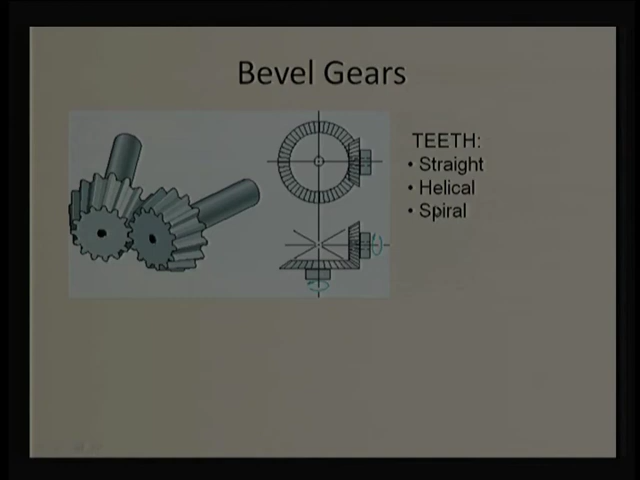 Bevel Gears
TEETH:
• Straight
• Helical
• Spiral